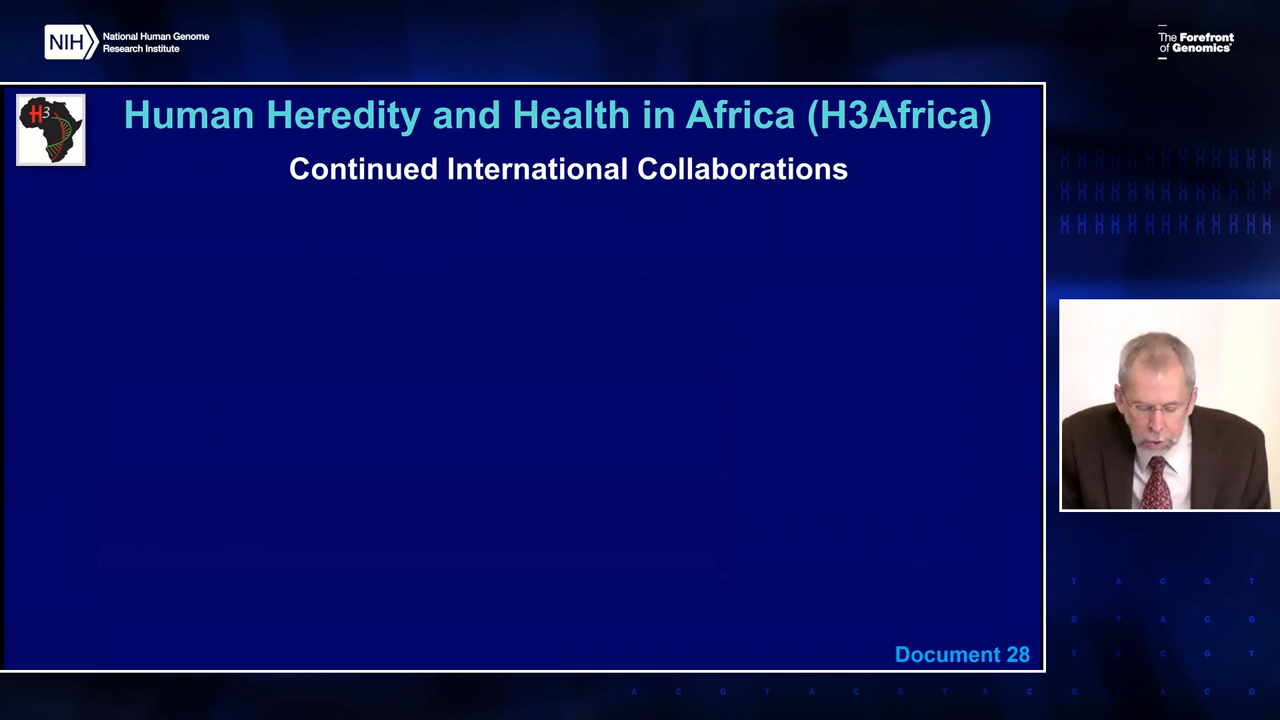 NIH
National Human Genome
Research Institute
The Forefront
of Genomics®
H3
Human Heredity and Health in Africa (H3Africa)
Continued International Collaborations
Document 28
T A C G T
G T A C G
T A C G T
A C G T A C G T A C G T A C G